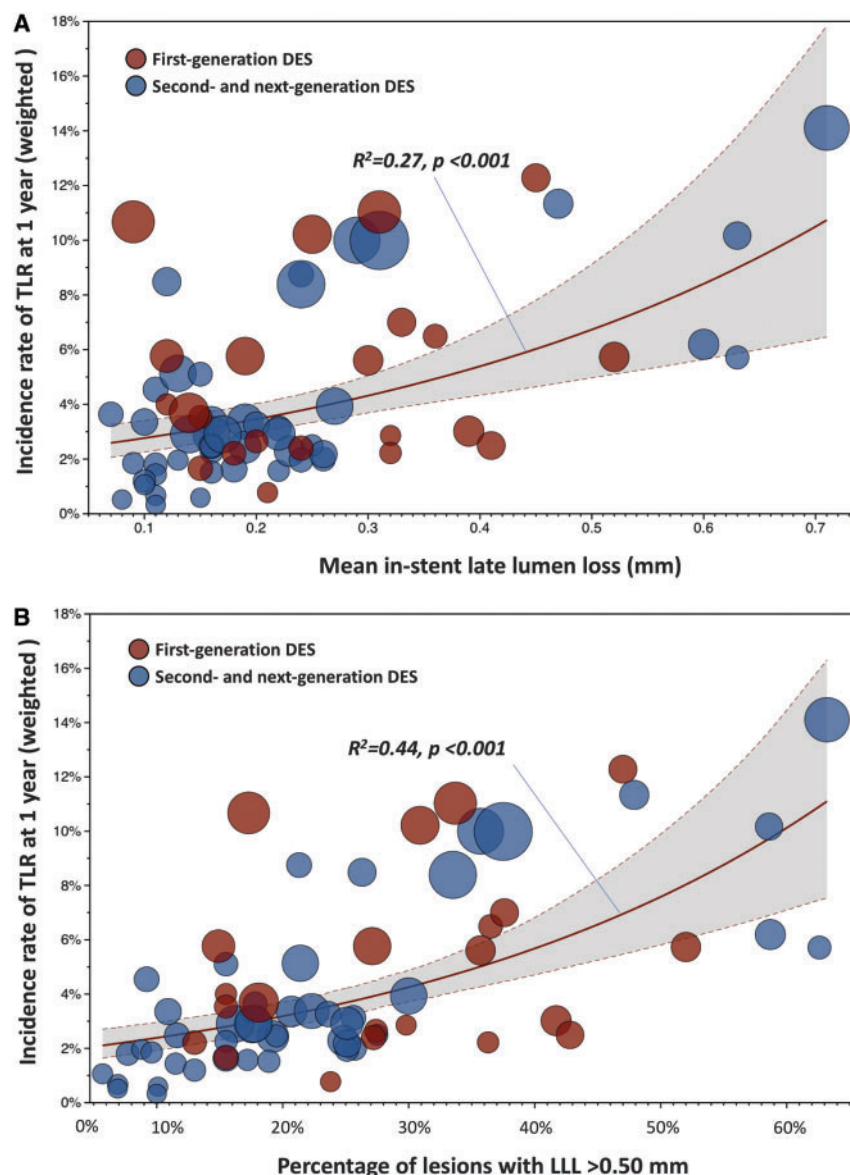 A
First-generation DES
Second- and next-generation DES
R²=0.27, p <0.001
Incidence rate of TLR at 1 year (weighted )
18%
16%
14%
12%
10%
8%
6%
4%
2%
0%
0.1
0.2
0.3
0.4
0.5
0.6
0.7
Mean in-stent late lumen loss (mm)
B
First-generation DES
Second- and next-generation DES
R²=0.44, p <0.001
Incidence rate of TLR at 1 year (weighted )
18%
16%
14%
12%
10%
8%
6%
4%
2%
0%
0%
10%
20%
30%
40%
50%
60%
Percentage of lesions with LLL >0.50 mm